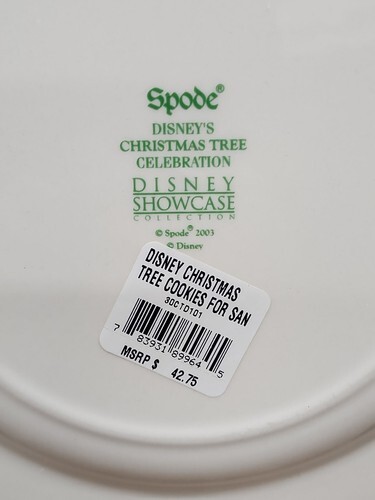 Spode®
DISNEY'S
CHRISTMAS TREE
CELEBRATION
DISNEY
SHOWCASE
COLLECTION
© Spode® 2003
© Disney
DISNEY CHRISTMAS
TREE COOKIES FOR SAN
30CTD101
7 83931 89964 5
MSRP $ 42.75